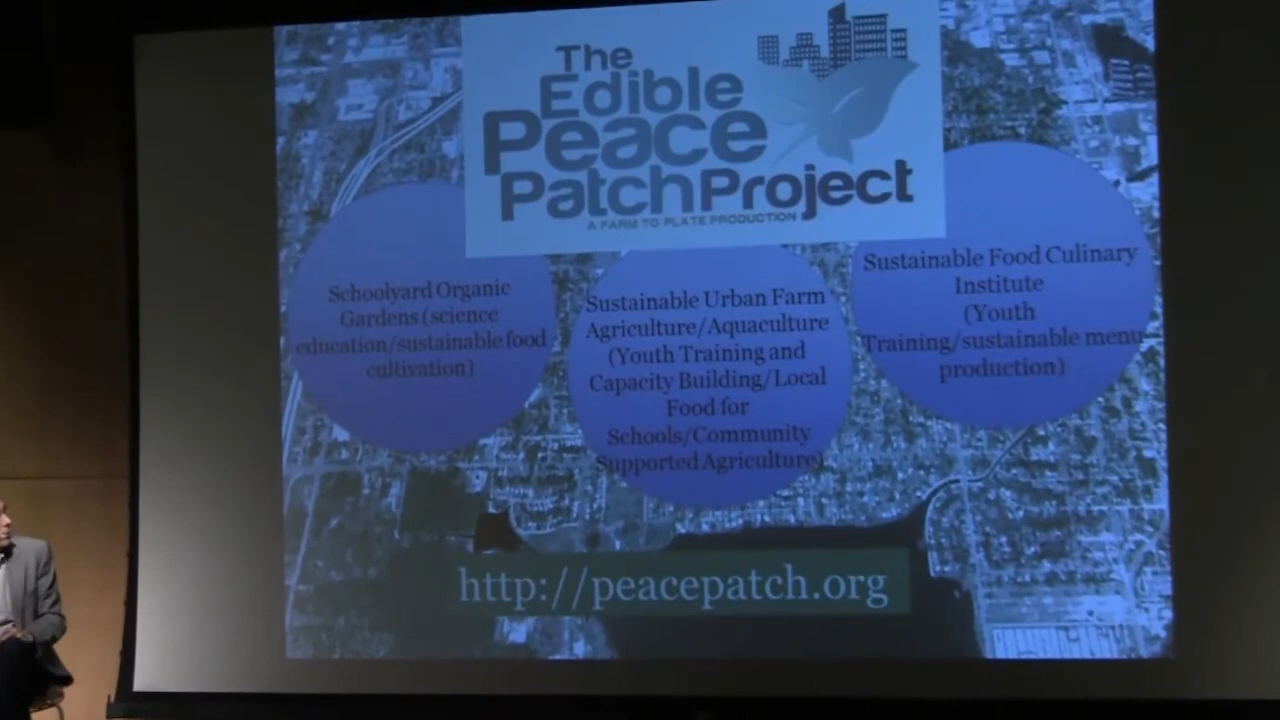 The
Edible
Peace
Patch Project
A FARM TO PLATE PRODUCTION
Schoolyard Organic
Gardens (science
education/sustainable food
cultivation)
Sustainable Urban Farm
Agriculture/Aquaculture
(Youth Training and
Capacity Building/Local
Food for
Schools/Community
Supported Agriculture)
Sustainable Food Culinary
Institute
(Youth
Training/sustainable menu
production)
http://peacepatch.org